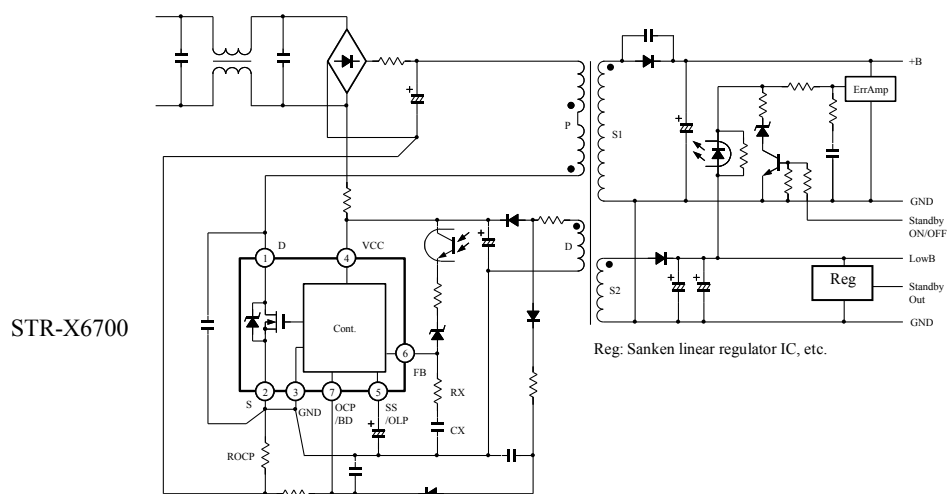 +B
ErrAmp
P
S1
GND
Standby
ON/OFF
D
D
VCC
LowB
1
4
S2
Reg
Standby
Out
STR-X6700
Cont.
GND
6
FB
Reg: Sanken linear regulator IC, etc.
2
3
7
5
S
GND
OCP
/BD
SS
/OLP
RX
CX
ROCP
+
+
+
+
+
+